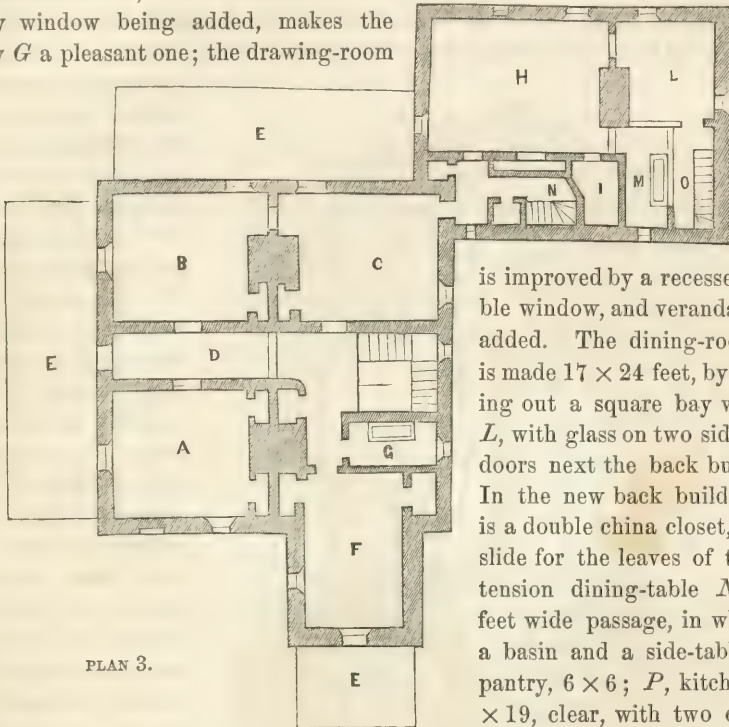 window being added, makes the
G a pleasant one; the drawing-room
H
L
E
N
I
M
O
B
C
is improved by a recesse
ble window, and veranda
added. The dining-roo
E
D
is made 17 × 24 feet, by
ing out a square bay w
A
G
L, with glass on two sid
doors next the back bu
In the new back build
F
is a double china closet,
slide for the leaves of t
tension dining-table N
feet wide passage, in w
PLAN 3.
a basin and a side-tab
E
pantry, 6 × 6; P, kitch
× 19, clear, with two